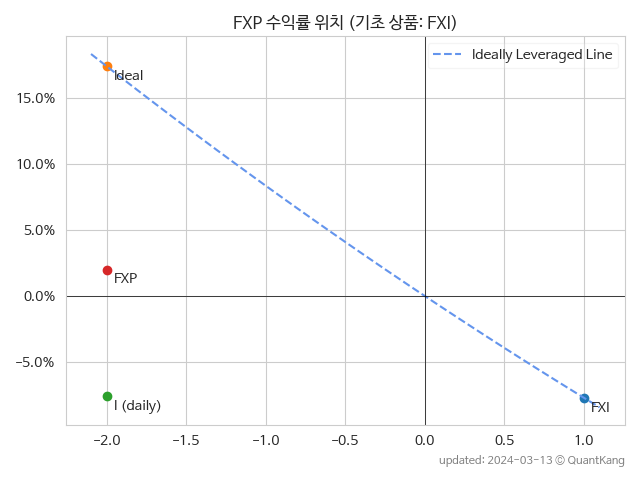 FXP 수익률 위치 (기초 상품: FXI)
Ideally Leveraged Line
Ideal
15.0%
10.0%
5.0%
FXP
0.0%
-5.0%
I (daily)
FXI
-2.0 -1.5 -1.0 -0.5 0.0 0.5 1.0
updated: 2024-03-13 © QuantKang